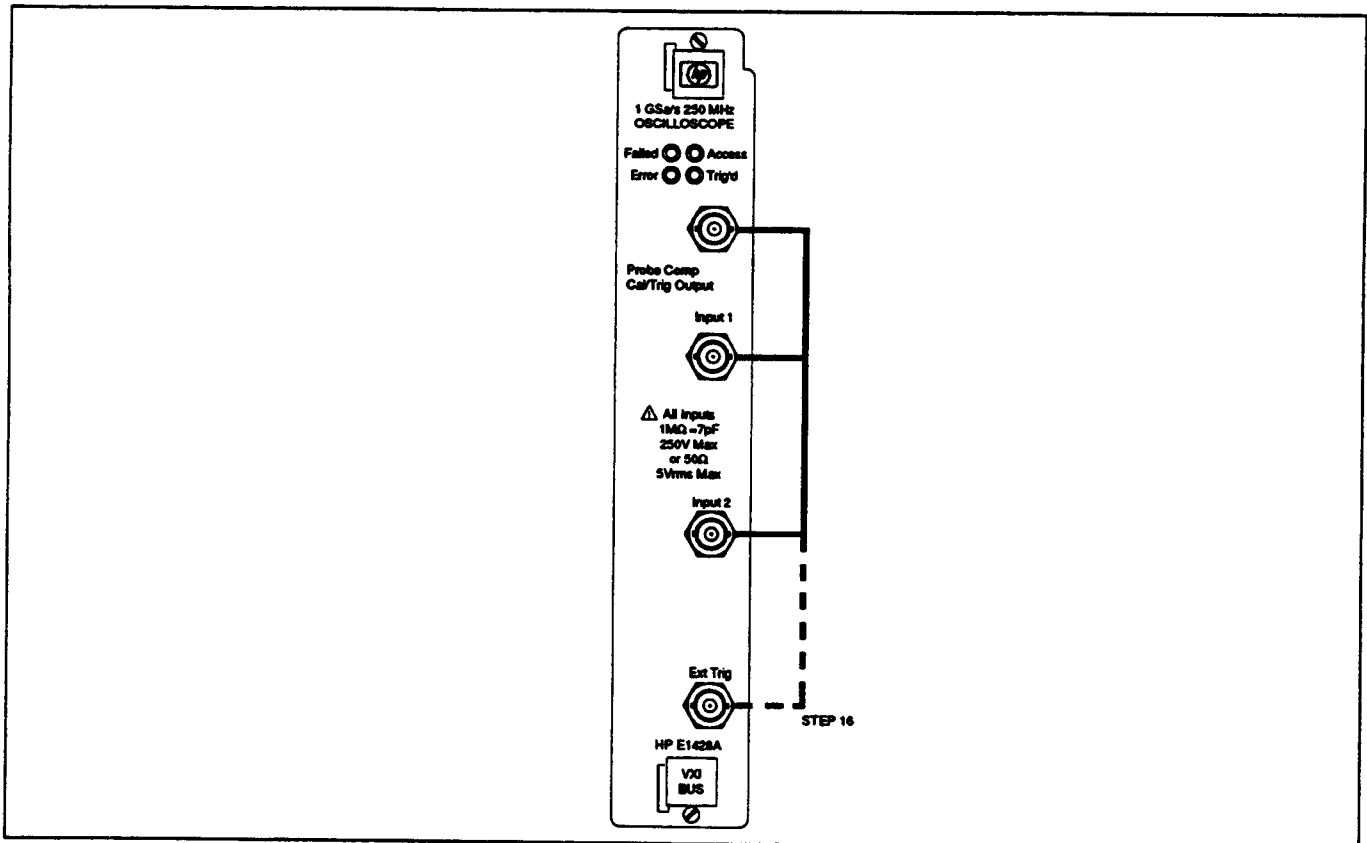 hp
1 GSa/s 250 MHz
OSCILLOSCOPE
Failed Access
Error Trig'd
Probe Comp
Cal/Trig Output
Input 1
⚠ All Inputs
1MΩ =7pF
250V Max
or 50Ω
5Vrms Max
Input 2
Ext Trig
STEP 16
HP E1428A
VXI
BUS